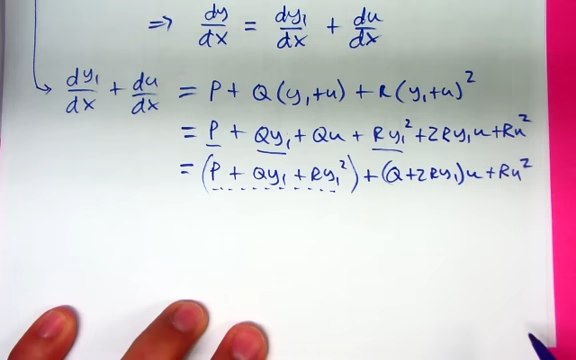 ⇒ dy/dx = dy₁/dx + du/dx
dy₁/dx + du/dx = P + Q(y₁+u) + R(y₁+u)²
= P + Qy₁ + Qu + Ry₁² + 2Ry₁u + Ru²
= (P + Qy₁ + Ry₁²) + (Q+2Ry₁)u + Ru²